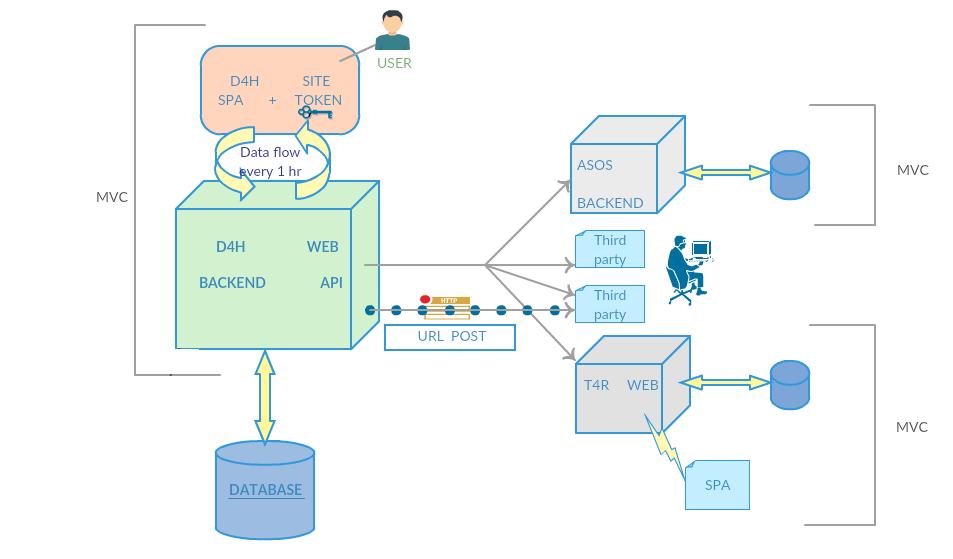 USER
D4H SITE
SPA + TOKEN
Data flow
every 1 hr
MVC
D4H WEB
BACKEND API
DATABASE
HTTP
URL POST
ASOS
BACKEND
MVC
Third
party
Third
party
T4R WEB
SPA
MVC